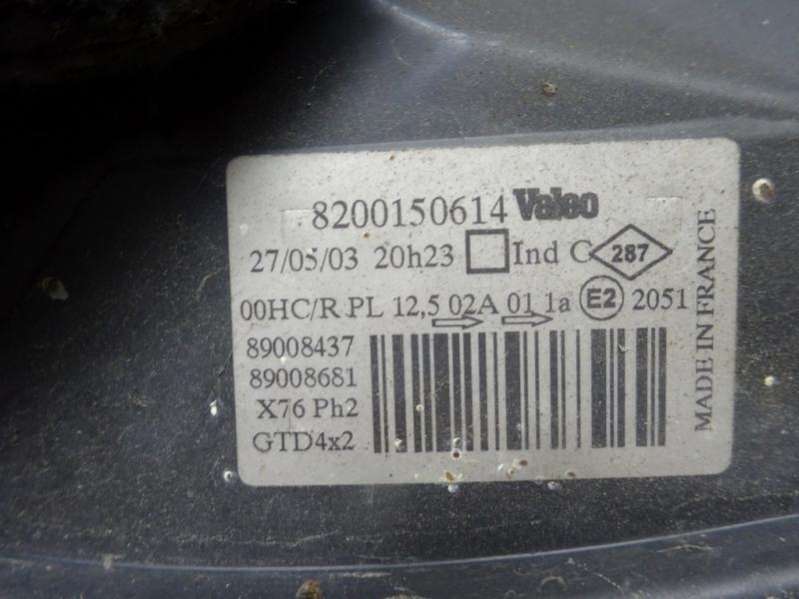 8200150614 Valeo
27/05/03 20h23 Ind C 287
00HC/R PL 12,5 02A 01 1a E2 2051
89008437
89008681
X76 Ph2
GTD4x2
MADE IN FRANCE